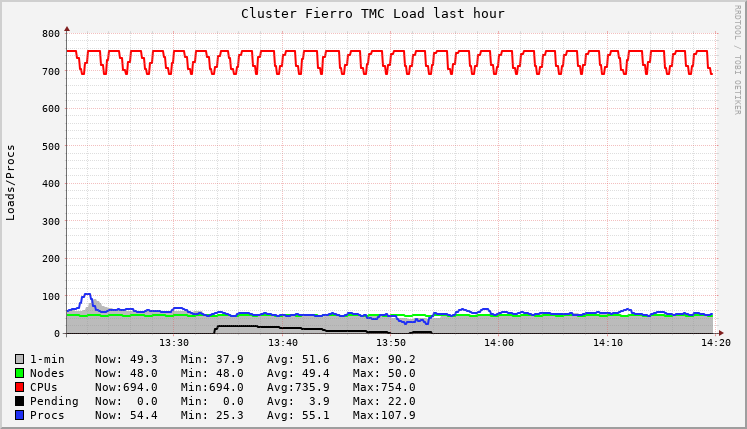 Cluster Fierro TMC Load last hour
RRDTOOL / TOBI OETIKER
Loads/Procs
800
700
600
500
400
300
200
100
0
13:30 13:40 13:50 14:00 14:10 14:20
1-min Now: 49.3 Min: 37.9 Avg: 51.6 Max: 90.2
Nodes Now: 48.0 Min: 48.0 Avg: 49.4 Max: 50.0
CPUs Now:694.0 Min:694.0 Avg:735.9 Max:754.0
Pending Now: 0.0 Min: 0.0 Avg: 3.9 Max: 22.0
Procs Now: 54.4 Min: 25.3 Avg: 55.1 Max:107.9